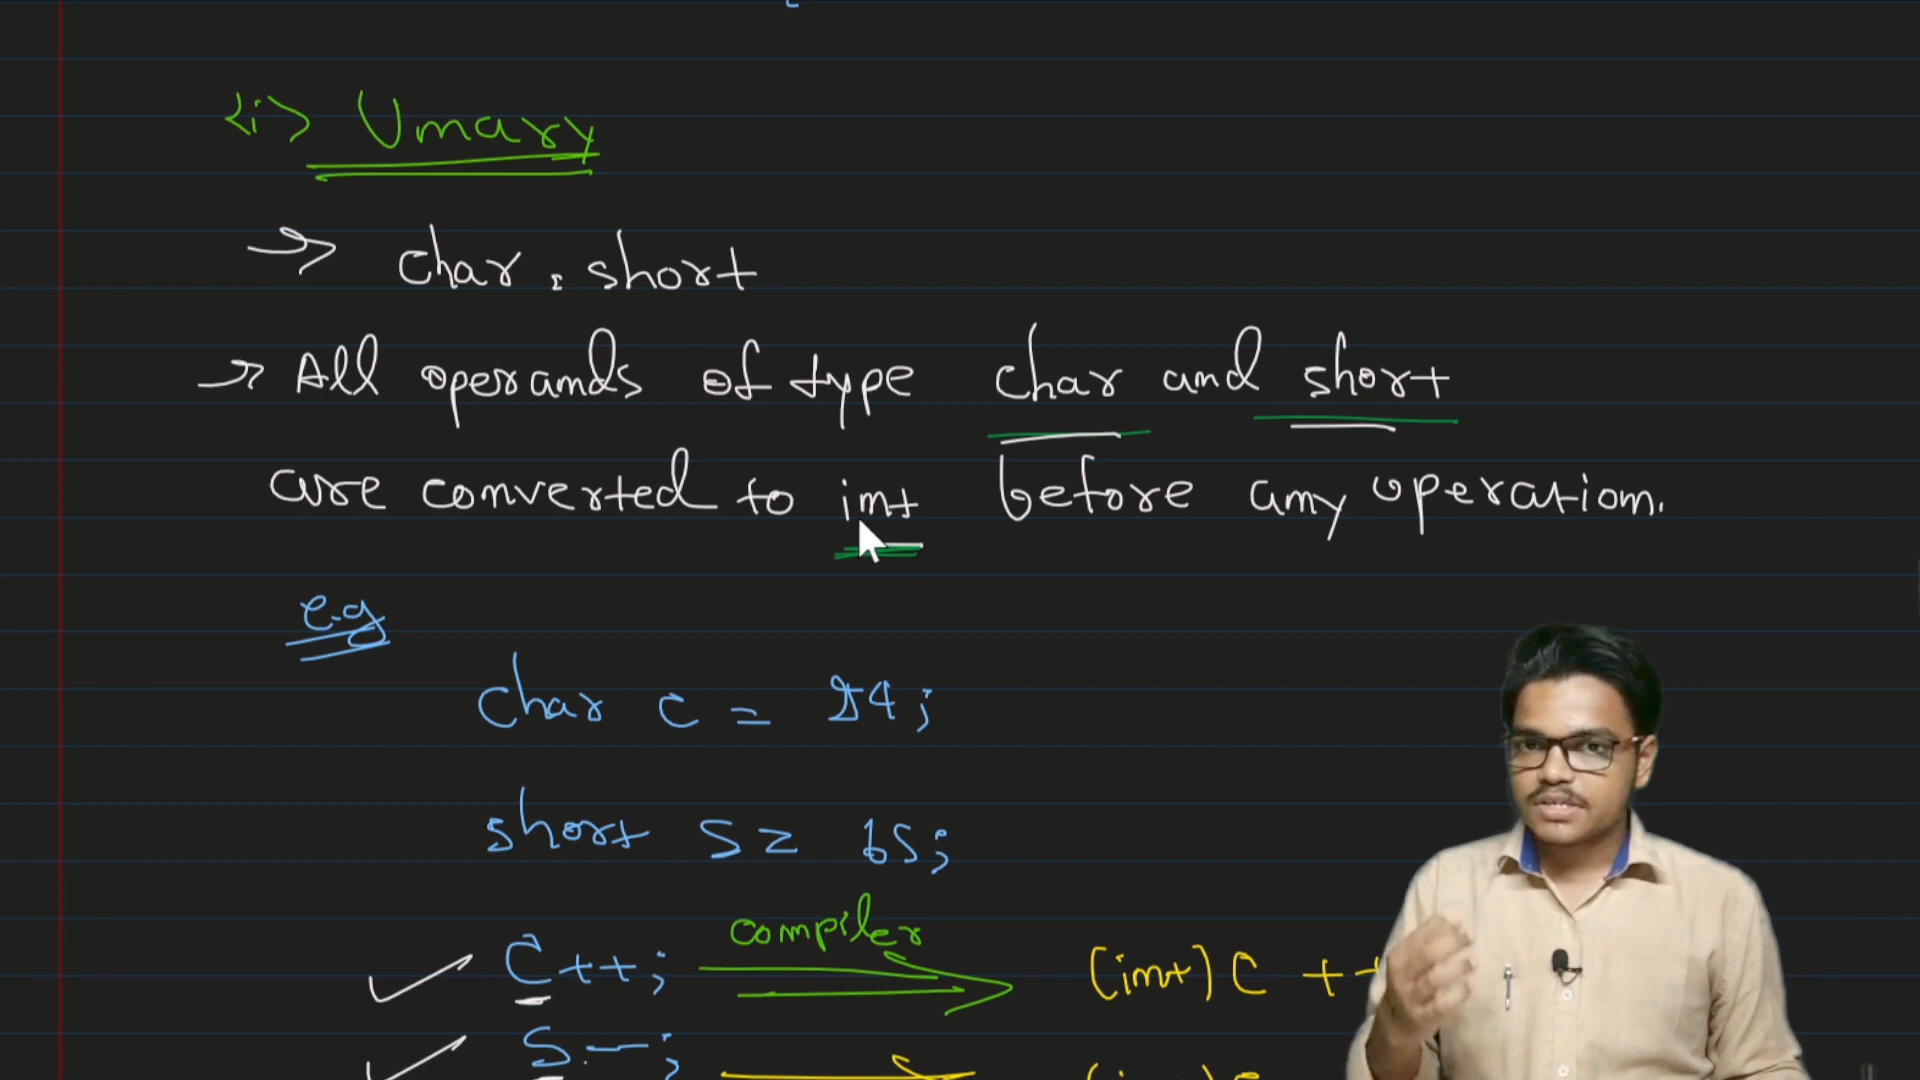 <i> Unary
→ char, short
→ All operands of type char and short
are converted to int before any operation.
e.g
char c = 24;
short s = 65;
C++; compiler (int) C ++
S--;